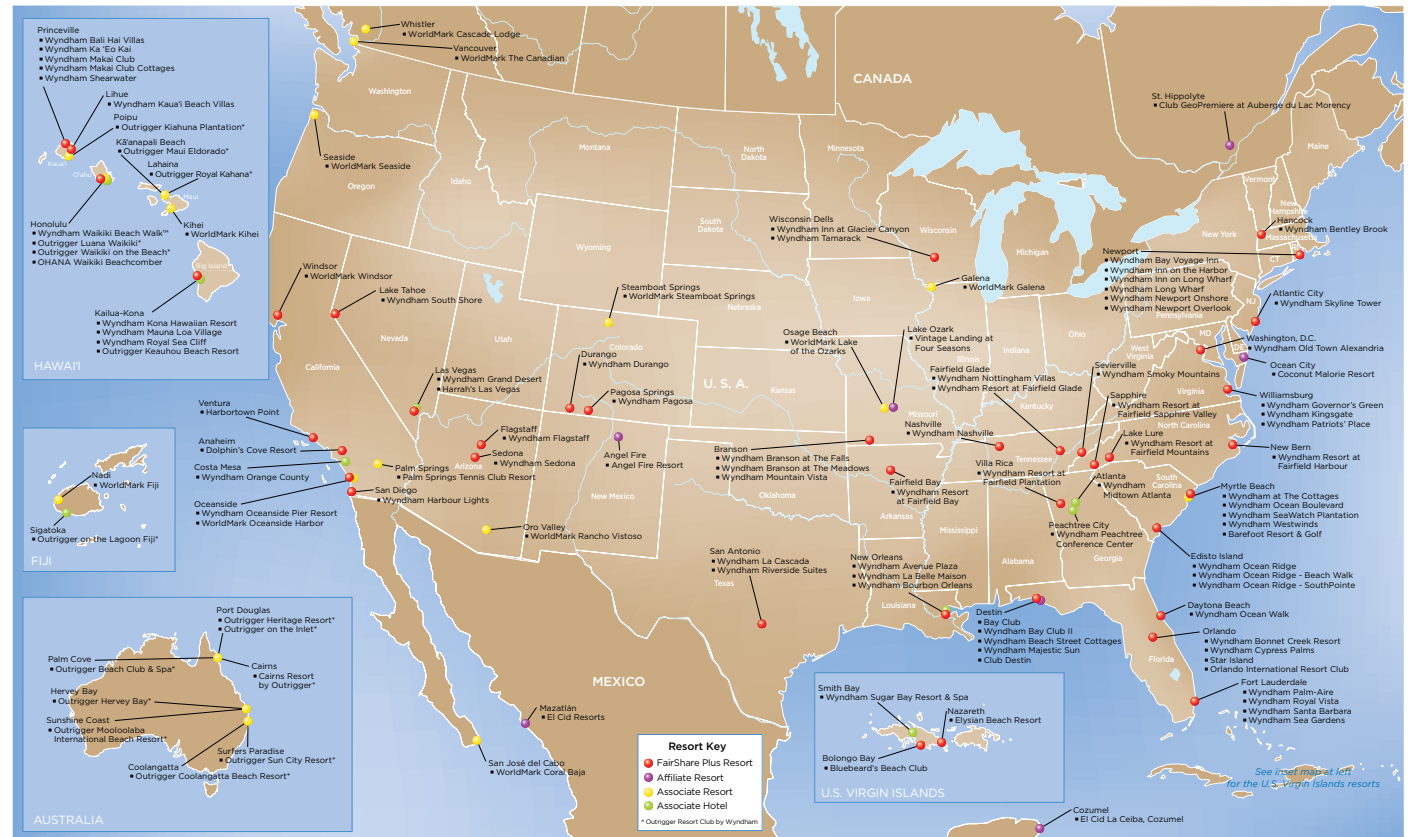 Princeville
▪ Wyndham Bali Hai Villas
▪ Wyndham Ka ‘Eo Kai
▪ Wyndham Makai Club
▪ Wyndham Makai Club Cottages
▪ Wyndham Shearwater
Lihue
▪ Wyndham Kaua‘i Beach Villas
Poipu
▪ Outrigger Kiahuna Plantation*
Kā‘anapali Beach
▪ Outrigger Maui Eldorado*
Lahaina
▪ Outrigger Royal Kahana*
Kaua‘i
O‘ahu
Maui
Kihei
▪ WorldMark Kihei
Honolulu
▪ Wyndham Waikiki Beach Walk™
▪ Outrigger Luana Waikiki*
▪ Outrigger Waikiki on the Beach*
▪ OHANA Waikiki Beachcomber
Big Island
Kailua-Kona
▪ Wyndham Kona Hawaiian Resort
▪ Wyndham Mauna Loa Village
▪ Wyndham Royal Sea Cliff
▪ Outrigger Keauhou Beach Resort
HAWAI‘I
Whistler
▪ WorldMark Cascade Lodge
Vancouver
▪ WorldMark The Canadian
CANADA
St. Hippolyte
▪ Club GeoPremiere at Auberge du Lac Morency
Washington
Seaside
▪ WorldMark Seaside
Oregon
Idaho
Montana
North
Dakota
Minnesota
South
Dakota
Wyoming
Wisconsin Dells
▪ Wyndham Inn at Glacier Canyon
▪ Wyndham Tamarack
Wisconsin
Michigan
Maine
Vermont
New
Hampshire
Hancock
▪ Wyndham Bentley Brook
Massachusetts
New York
CT
RI
Newport
▪ Wyndham Bay Voyage Inn
▪ Wyndham Inn on the Harbor
▪ Wyndham Inn on Long Wharf
▪ Wyndham Long Wharf
▪ Wyndham Newport Onshore
▪ Wyndham Newport Overlook
Pennsylvania
NJ
Atlantic City
▪ Wyndham Skyline Tower
Windsor
▪ WorldMark Windsor
Lake Tahoe
▪ Wyndham South Shore
Steamboat Springs
▪ WorldMark Steamboat Springs
Nebraska
Iowa
Galena
▪ WorldMark Galena
Nevada
Utah
Colorado
California
Durango
▪ Wyndham Durango
Pagosa Springs
▪ Wyndham Pagosa
U. S. A.
Kansas
Osage Beach
▪ WorldMark Lake
of the Ozarks
Lake Ozark
▪ Vintage Landing at
Four Seasons
Missouri
Illinois
Indiana
Ohio
West
Virginia
MD
DE
Washington, D.C.
▪ Wyndham Old Town Alexandria
Ocean City
▪ Coconut Malorie Resort
Fairfield Glade
▪ Wyndham Nottingham Villas
▪ Wyndham Resort at Fairfield Glade
Kentucky
Sevierville
▪ Wyndham Smoky Mountains
Sapphire
▪ Wyndham Resort at
Fairfield Sapphire Valley
Virginia
Williamsburg
▪ Wyndham Governor’s Green
▪ Wyndham Kingsgate
▪ Wyndham Patriots’ Place
North Carolina
Lake Lure
▪ Wyndham Resort at
Fairfield Mountains
New Bern
▪ Wyndham Resort at
Fairfield Harbour
Las Vegas
▪ Wyndham Grand Desert
▪ Harrah’s Las Vegas
Ventura
▪ Harbortown Point
Anaheim
▪ Dolphin’s Cove Resort
Costa Mesa
▪ Wyndham Orange County
Oceanside
▪ Wyndham Oceanside Pier Resort
▪ WorldMark Oceanside Harbor
San Diego
▪ Wyndham Harbour Lights
Palm Springs
▪ Palm Springs Tennis Club Resort
Flagstaff
▪ Wyndham Flagstaff
Sedona
▪ Wyndham Sedona
Arizona
Oro Valley
▪ WorldMark Rancho Vistoso
Angel Fire
▪ Angel Fire Resort
New Mexico
Nashville
▪ Wyndham Nashville
Tennessee
Branson
▪ Wyndham Branson at The Falls
▪ Wyndham Branson at The Meadows
▪ Wyndham Mountain Vista
Oklahoma
Fairfield Bay
▪ Wyndham Resort
at Fairfield Bay
Arkansas
Mississippi
Villa Rica
▪ Wyndham Resort at
Fairfield Plantation
Atlanta
▪ Wyndham
Midtown Atlanta
Peachtree City
▪ Wyndham Peachtree
Conference Center
Alabama
Georgia
South
Carolina
Myrtle Beach
▪ Wyndham at The Cottages
▪ Wyndham Ocean Boulevard
▪ Wyndham SeaWatch Plantation
▪ Wyndham Westwinds
▪ Barefoot Resort & Golf
Edisto Island
▪ Wyndham Ocean Ridge
▪ Wyndham Ocean Ridge - Beach Walk
▪ Wyndham Ocean Ridge - SouthPointe
San Antonio
▪ Wyndham La Cascada
▪ Wyndham Riverside Suites
Texas
New Orleans
▪ Wyndham Avenue Plaza
▪ Wyndham La Belle Maison
▪ Wyndham Bourbon Orleans
Louisiana
Destin
▪ Bay Club
▪ Wyndham Bay Club II
▪ Wyndham Beach Street Cottages
▪ Wyndham Majestic Sun
▪ Club Destin
Daytona Beach
▪ Wyndham Ocean Walk
Orlando
▪ Wyndham Bonnet Creek Resort
▪ Wyndham Cypress Palms
▪ Star Island
▪ Orlando International Resort Club
Florida
Fort Lauderdale
▪ Wyndham Palm-Aire
▪ Wyndham Royal Vista
▪ Wyndham Santa Barbara
▪ Wyndham Sea Gardens
Nadi
▪ WorldMark Fiji
Sigatoka
▪ Outrigger on the Lagoon Fiji*
FIJI
Port Douglas
▪ Outrigger Heritage Resort*
▪ Outrigger on the Inlet*
Palm Cove
▪ Outrigger Beach Club & Spa*
Cairns
▪ Cairns Resort
by Outrigger*
Hervey Bay
▪ Outrigger Hervey Bay*
Sunshine Coast
▪ Outrigger Mooloolaba
International Beach Resort*
Surfers Paradise
▪ Outrigger Sun City Resort*
Coolangatta
▪ Outrigger Coolangatta Beach Resort*
AUSTRALIA
MEXICO
Mazatlán
▪ El Cid Resorts
San José del Cabo
▪ WorldMark Coral Baja
Resort Key
FairShare Plus Resort
Affiliate Resort
Associate Resort
Associate Hotel
* Outrigger Resort Club by Wyndham
Smith Bay
▪ Wyndham Sugar Bay Resort & Spa
Nazareth
▪ Elysian Beach Resort
Bolongo Bay
▪ Bluebeard’s Beach Club
U.S. VIRGIN ISLANDS
See inset map at left
for the U.S. Virgin Islands resorts
Cozumel
▪ El Cid La Ceiba, Cozumel